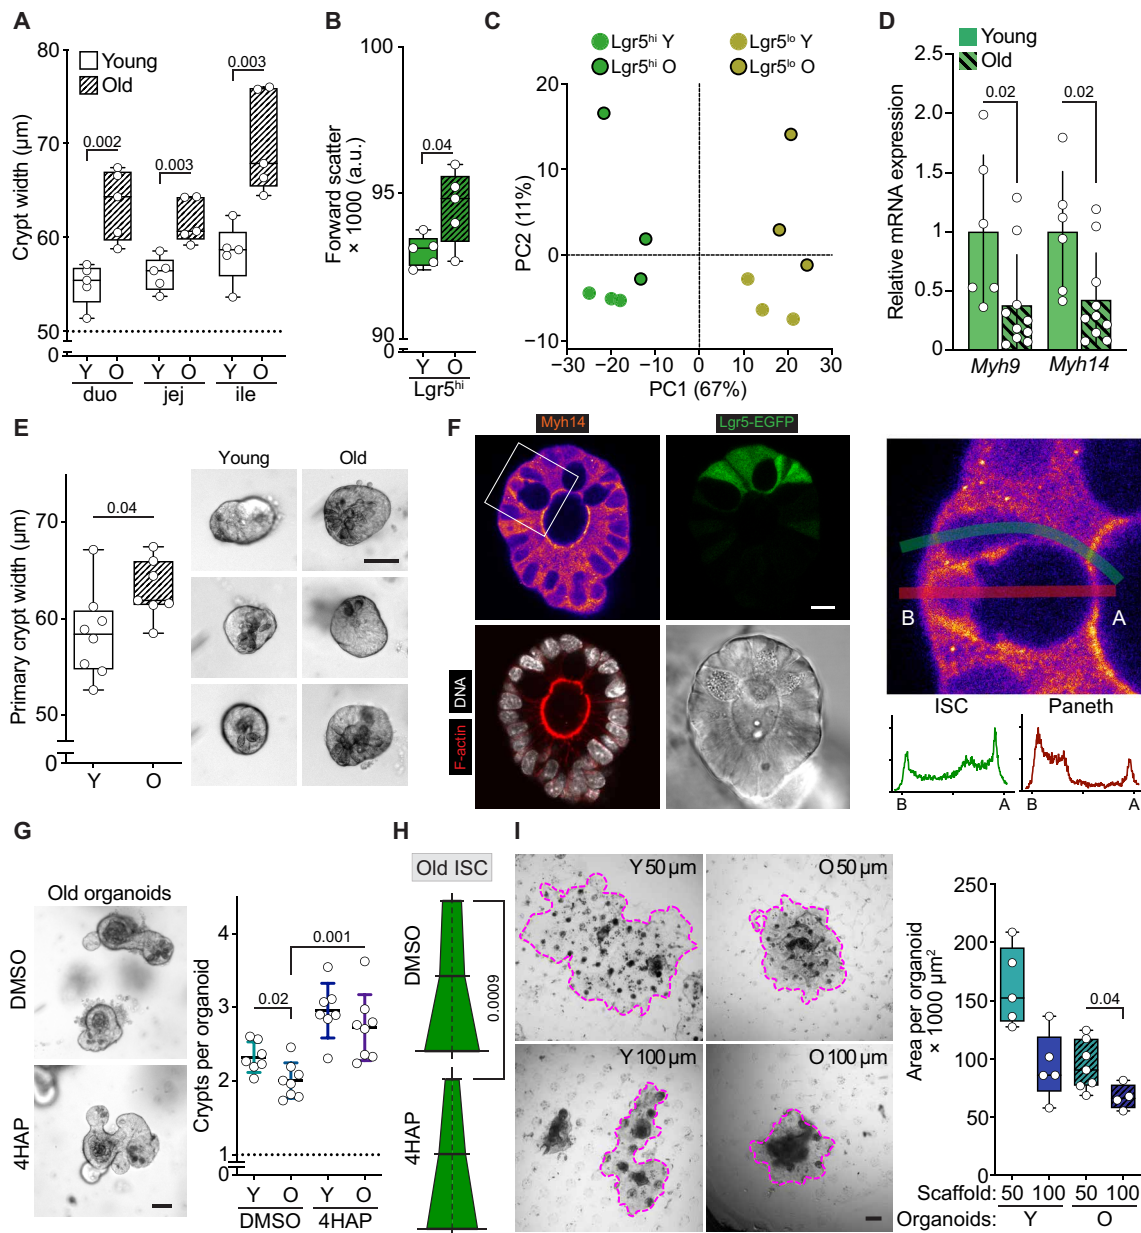 A
Crypt width (µm)
80
70
60
50
0
Young
Old
0.002
0.003
0.003
Y O Y O Y O
duo jej ile
B
Forward scatter
× 1000 (a.u.)
100
95
90
0
0.04
Y O
Lgr5hi
C
Lgr5hi Y
Lgr5lo Y
Lgr5hi O
Lgr5lo O
PC2 (11%)
20
10
0
−10
−30 −20 −10 0 10 20 30
PC1 (67%)
D
Young
Old
Relative mRNA expression
2.5
2
1.5
1
0.5
0
0.02
0.02
Myh9 Myh14
E
Primary crypt width (µm)
70
60
50
0
0.04
Y O
Young Old
F
Myh14
Lgr5-EGFP
F-actin DNA
B A
ISC Paneth
B A B A
G
Old organoids
DMSO
4HAP
Crypts per organoid
4
3
2
1
0
0.001
0.02
Y O Y O
DMSO 4HAP
H
Old ISC
DMSO
4HAP
0.0009
I
Y 50 µm
O 50 µm
Y 100 µm
O 100 µm
Area per organoid
× 1000 µm²
250
200
150
100
50
0
0.04
Scaffold: 50 100 50 100
Organoids: Y O